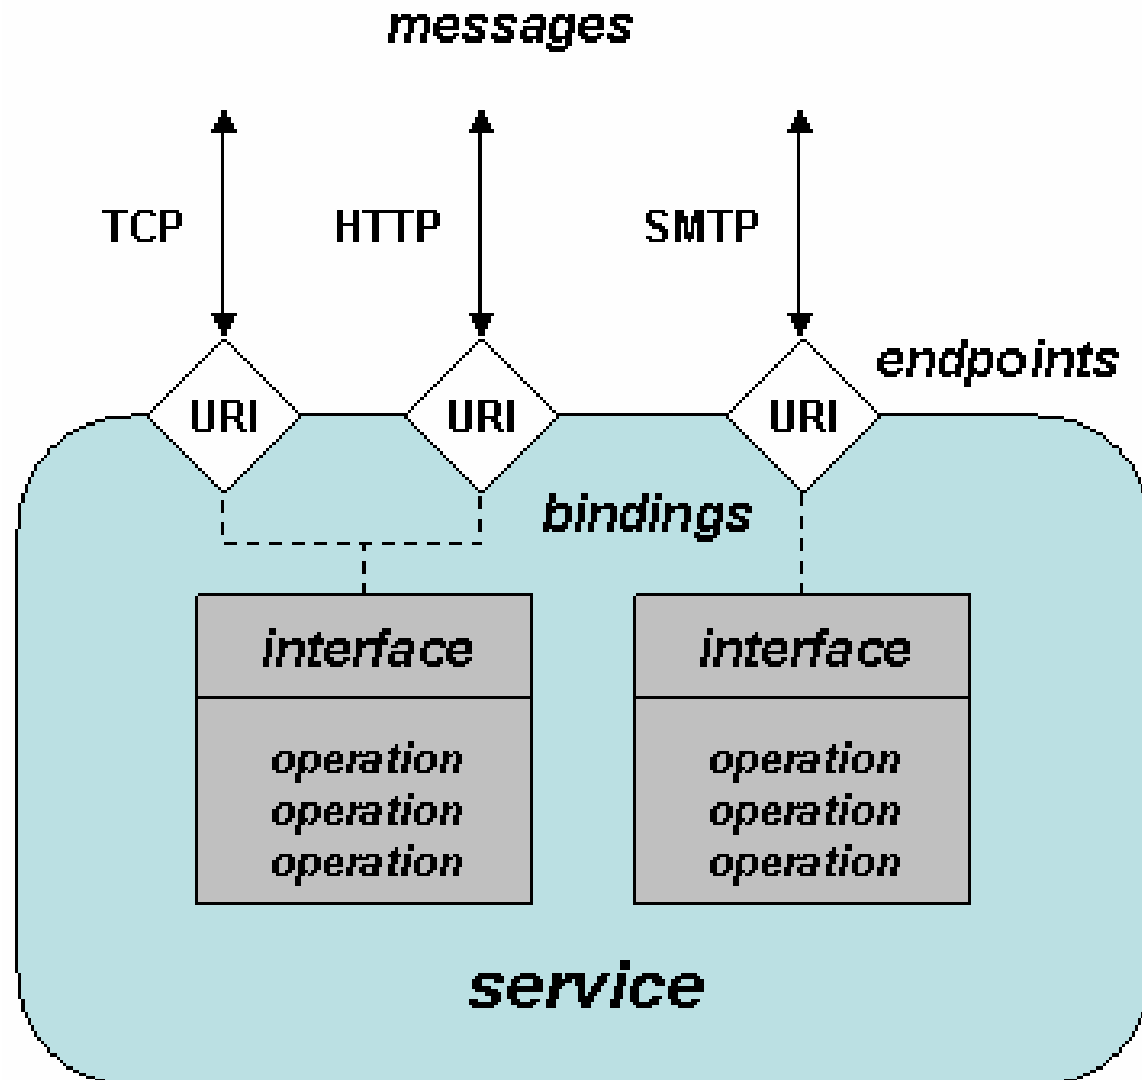 messages
TCP
HTTP
SMTP
endpoints
URI
URI
URI
bindings
interface
operation
operation
operation
interface
operation
operation
operation
service